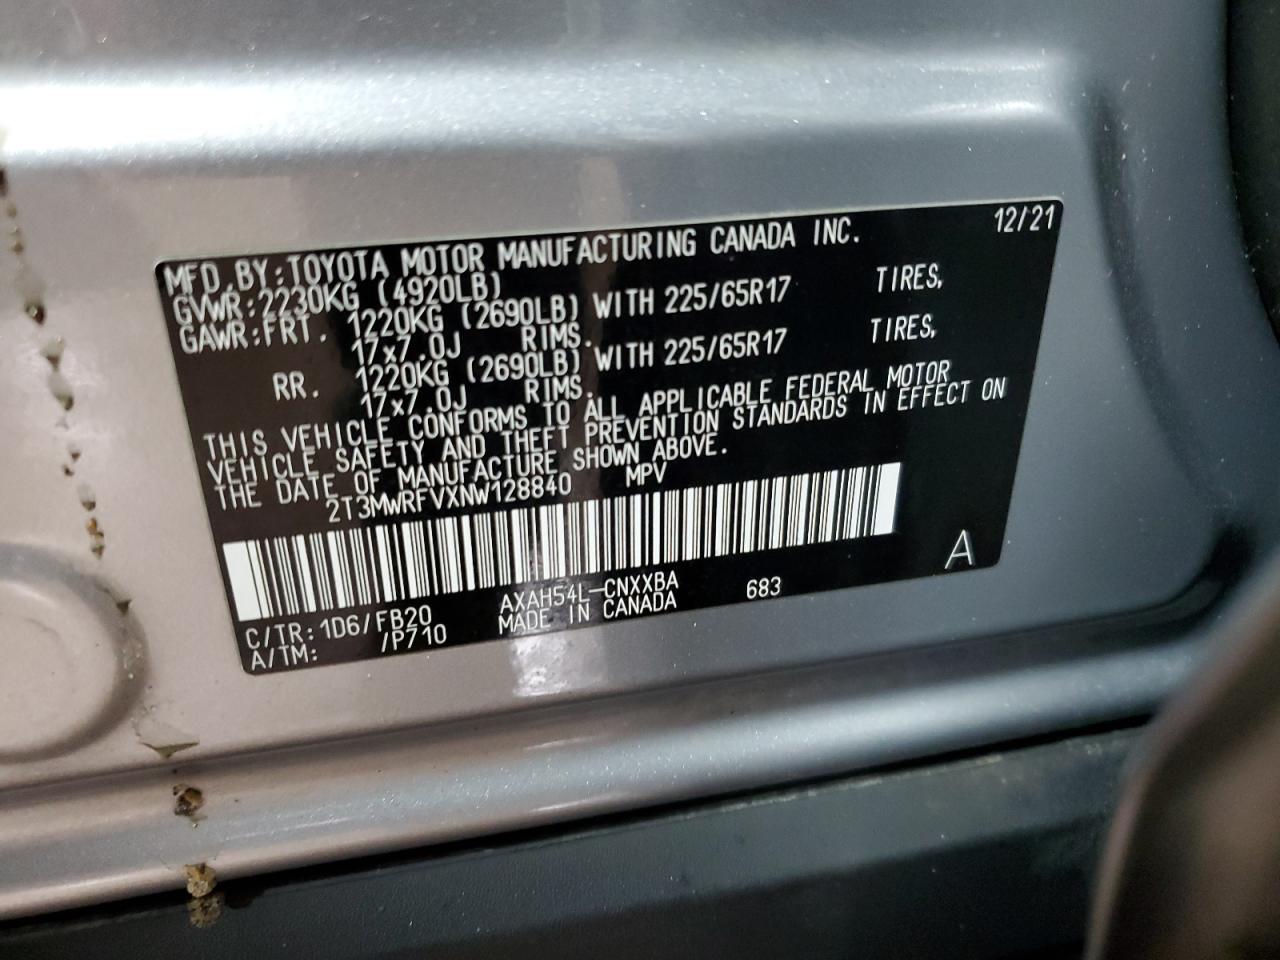 12/21
MFD.BY:TOYOTA MOTOR MANUFACTURING CANADA INC.
GVWR:2230KG (4920LB)
GAWR:FRT. 1220KG (2690LB) WITH 225/65R17 TIRES,
17x7.0J RIMS.
RR. 1220KG (2690LB) WITH 225/65R17 TIRES,
17x7.0J RIMS.
THIS VEHICLE CONFORMS TO ALL APPLICABLE FEDERAL MOTOR
VEHICLE SAFETY AND THEFT PREVENTION STANDARDS IN EFFECT ON
THE DATE OF MANUFACTURE SHOWN ABOVE.
2T3MWRFVXNW128840 MPV
A
C/TR:1D6/FB20 AXAH54L-CNXXBA 683
A/TM: /P710 MADE IN CANADA